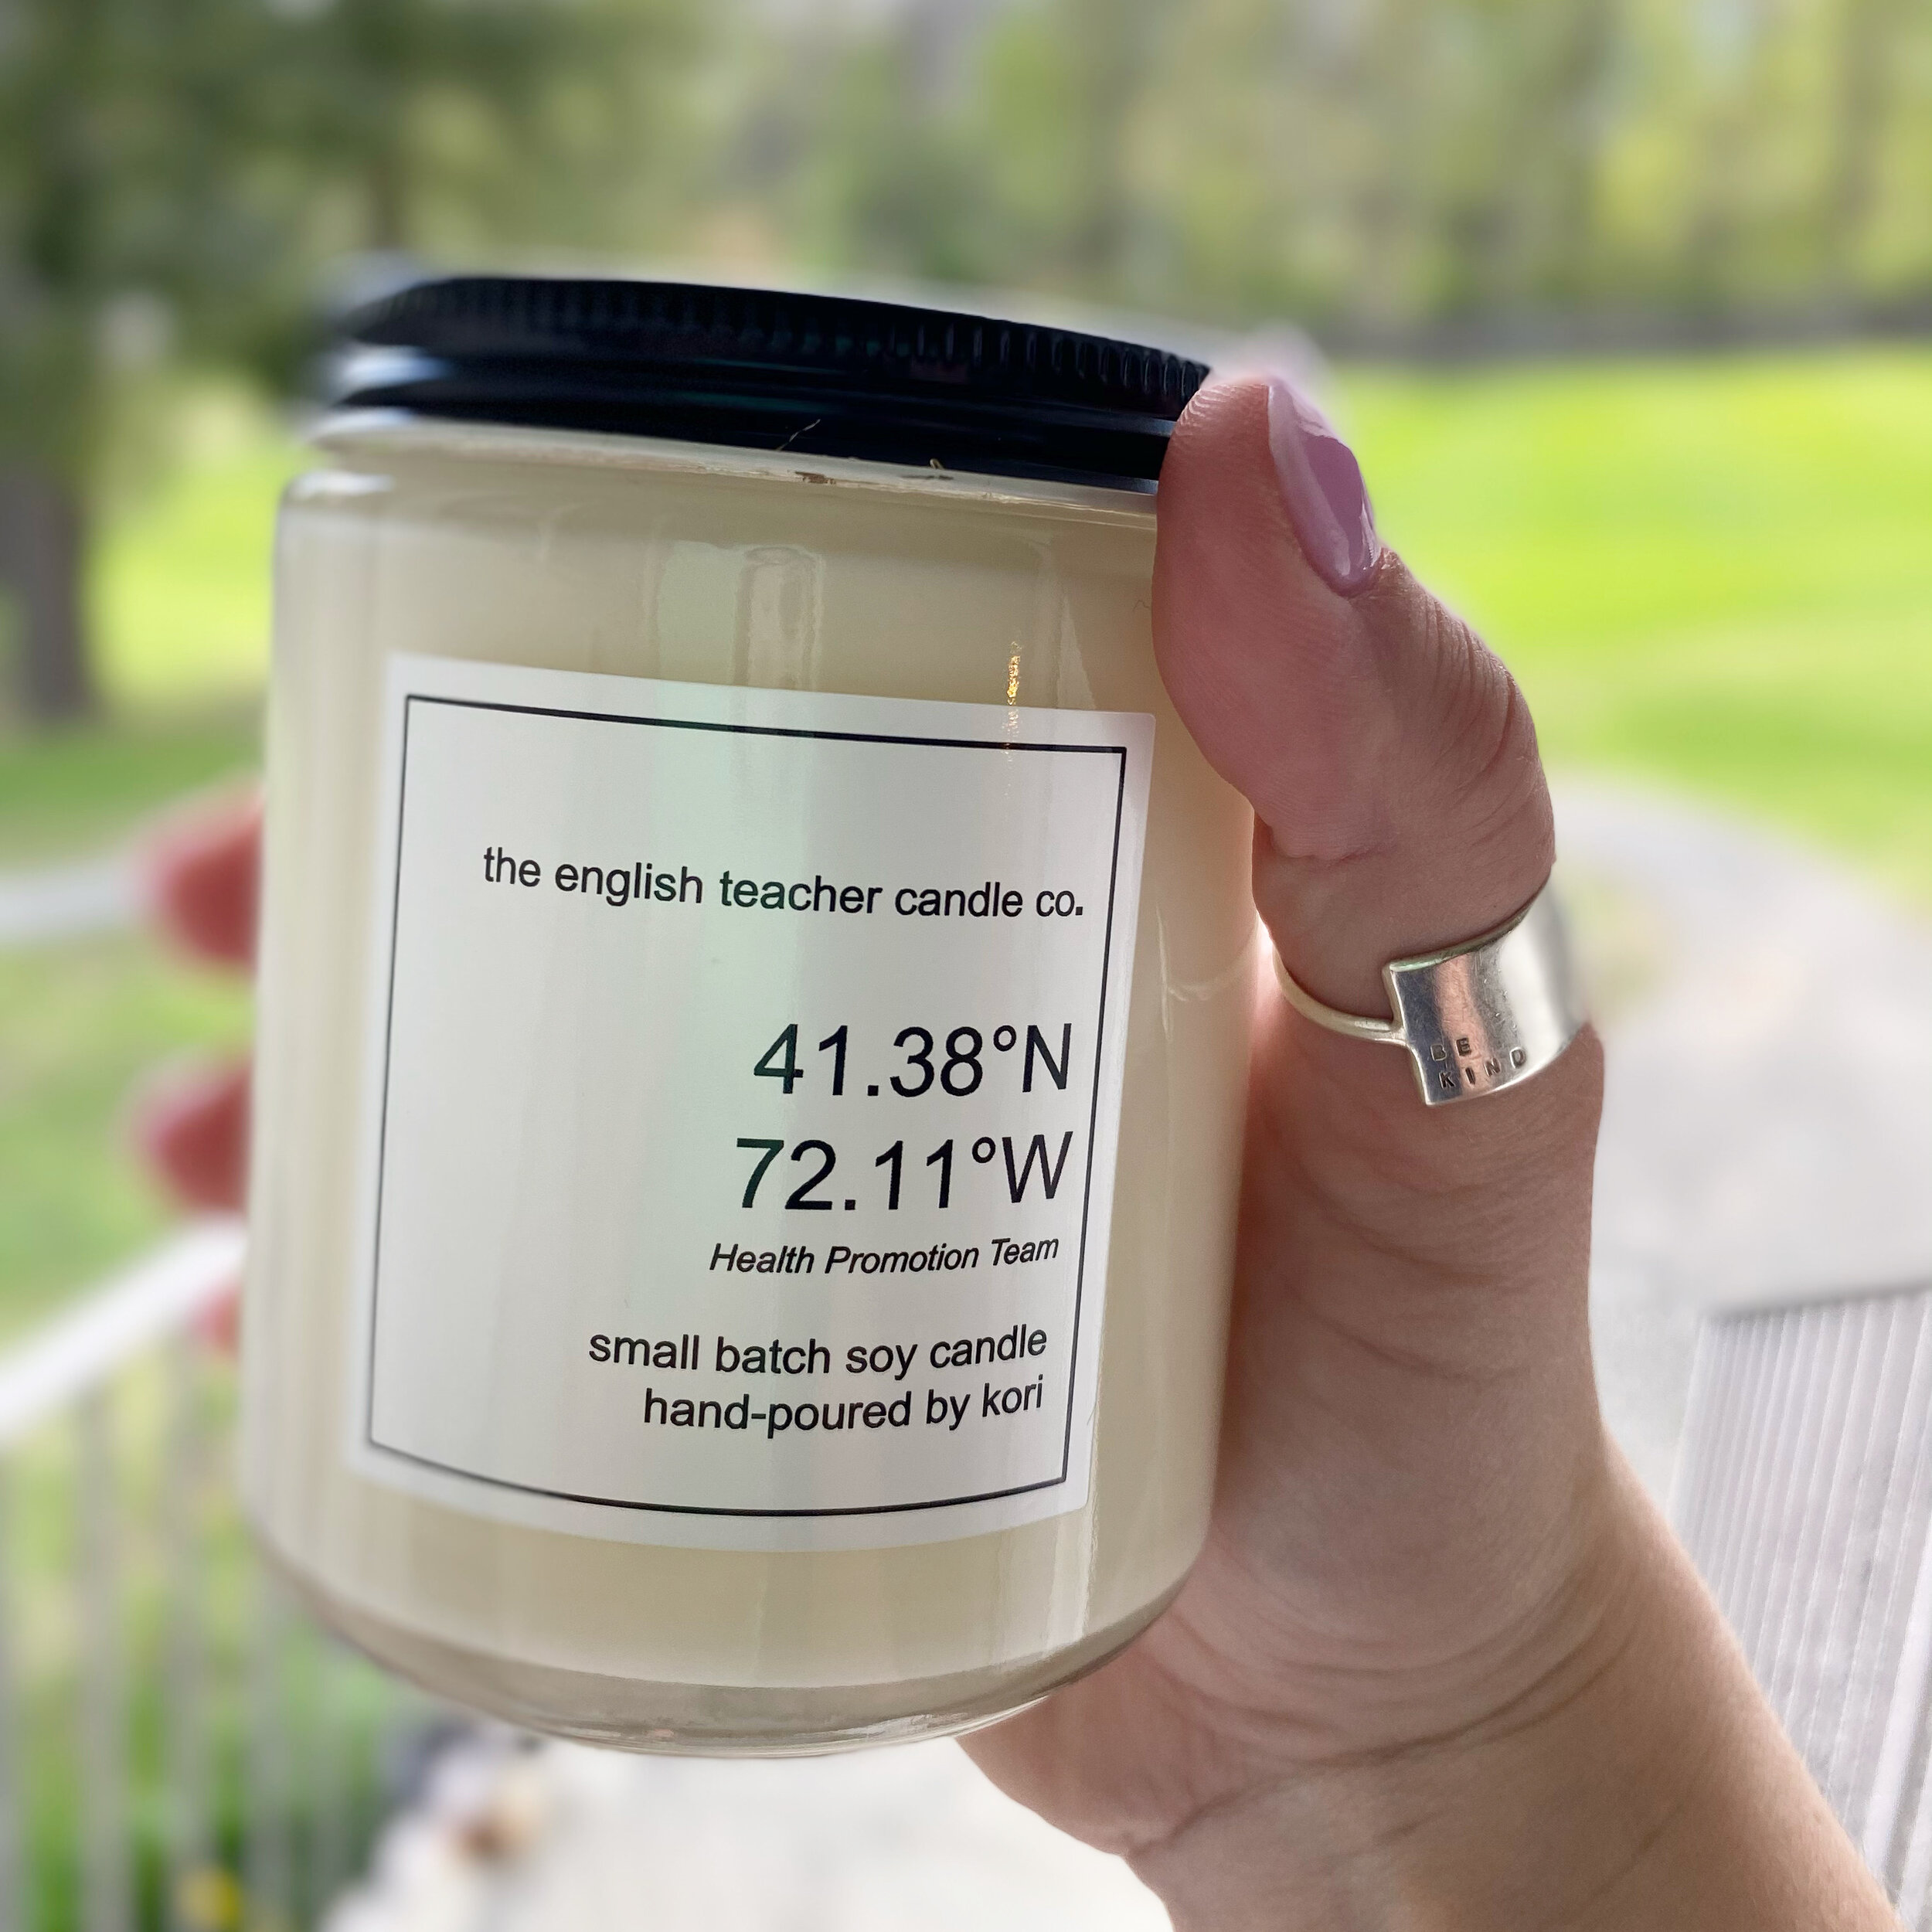 the english teacher candle co.
41.38°N
72.11°W
Health Promotion Team
small batch soy candle
hand-poured by kori
BE
KIND